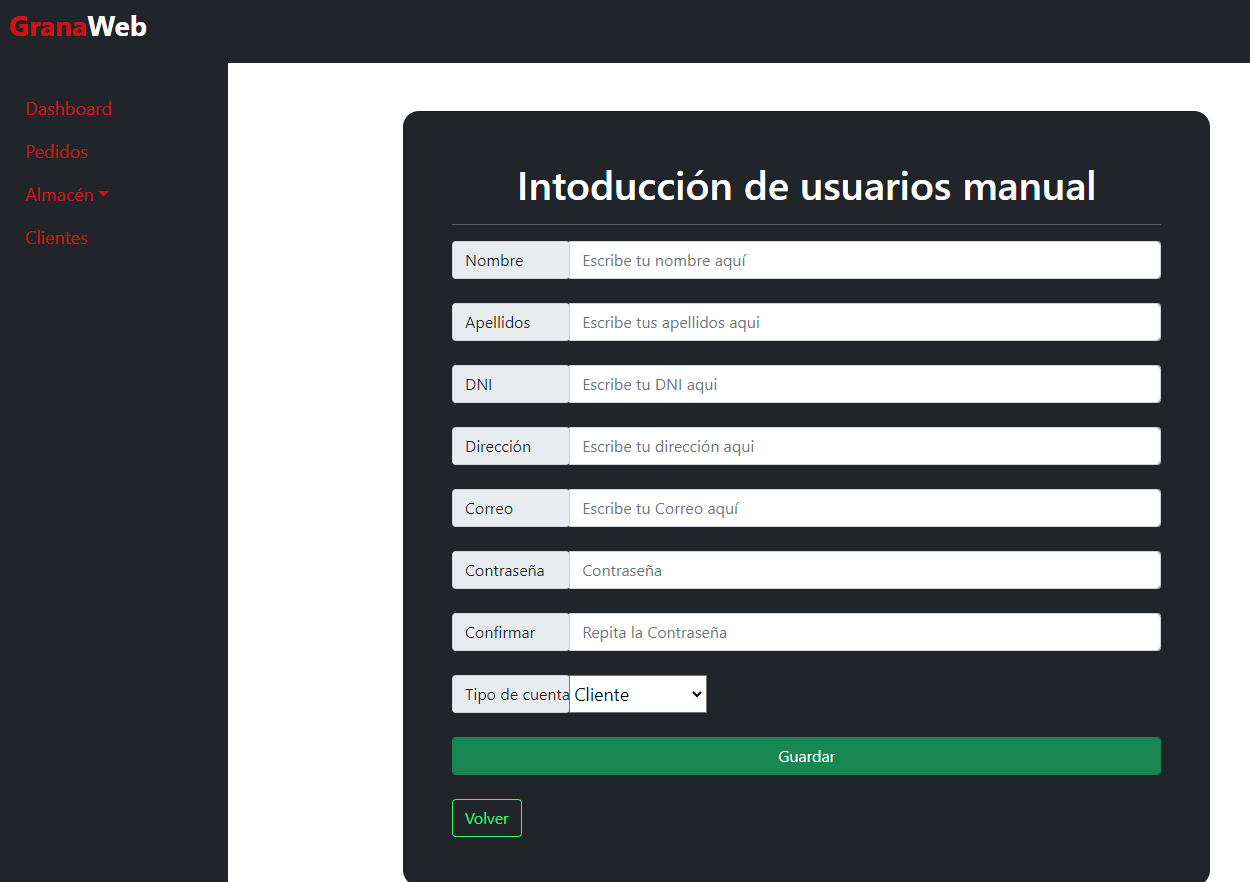 GranaWeb
Dashboard
Pedidos
Almacén
Clientes
Intoducción de usuarios manual
Nombre Escribe tu nombre aquí
Apellidos Escribe tus apellidos aqui
DNI Escribe tu DNI aqui
Dirección Escribe tu dirección aqui
Correo Escribe tu Correo aquí
Contraseña Contraseña
Confirmar Repita la Contraseña
Tipo de cuenta Cliente
Guardar
Volver